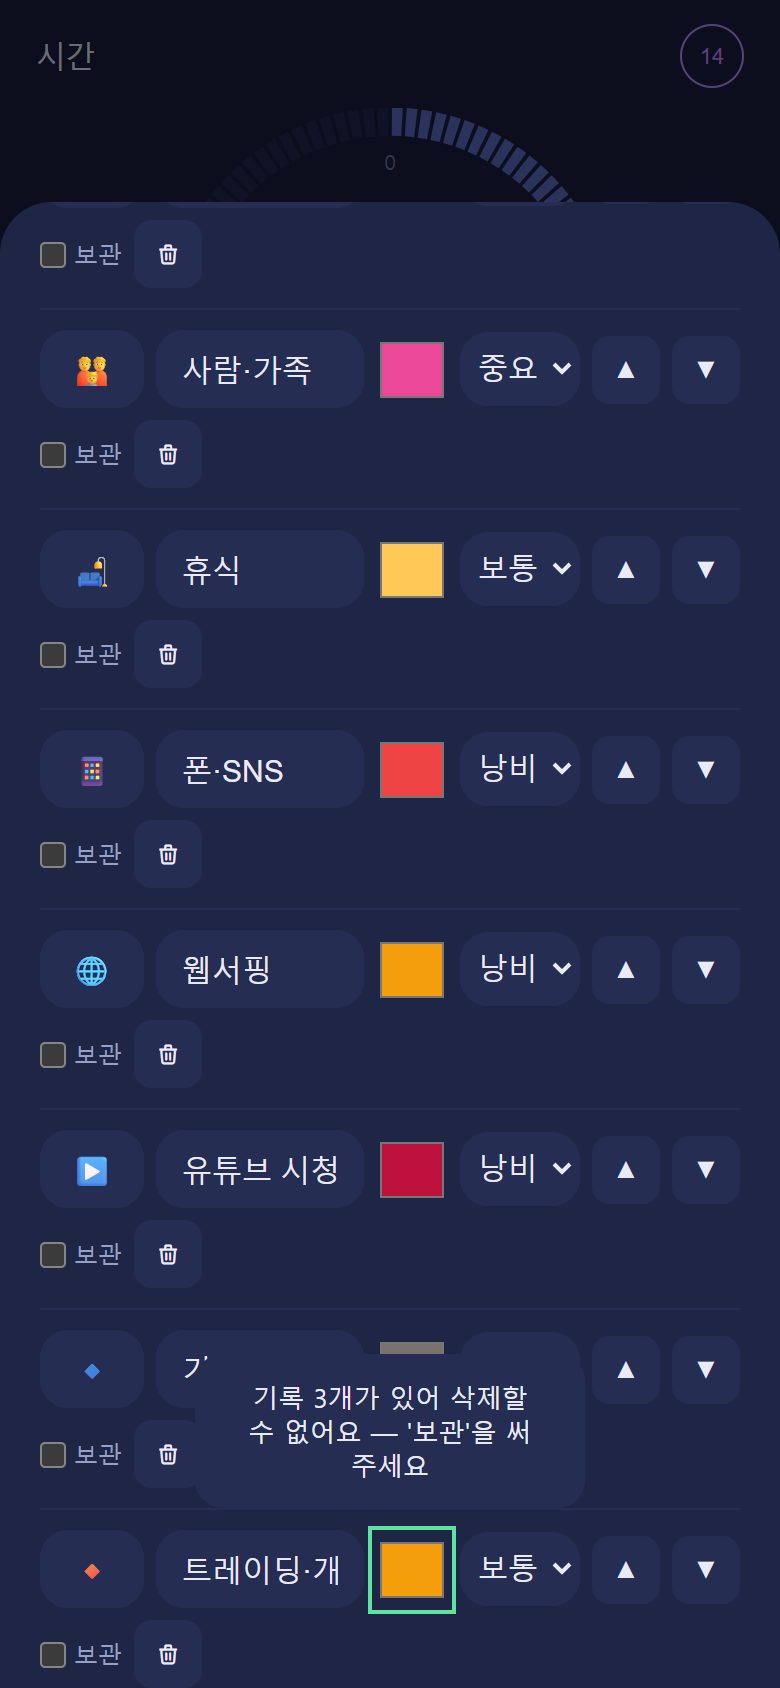 시간
14
0
보관
사람·가족
중요
▲
▼
보관
휴식
보통
▲
▼
보관
폰·SNS
낭비
▲
▼
보관
웹서핑
낭비
▲
▼
보관
유튜브 시청
낭비
▲
▼
보관
▲
▼
기록 3개가 있어 삭제할
수 없어요 — '보관'을 써
주세요
보관
트레이딩·개
보통
▲
▼
보관